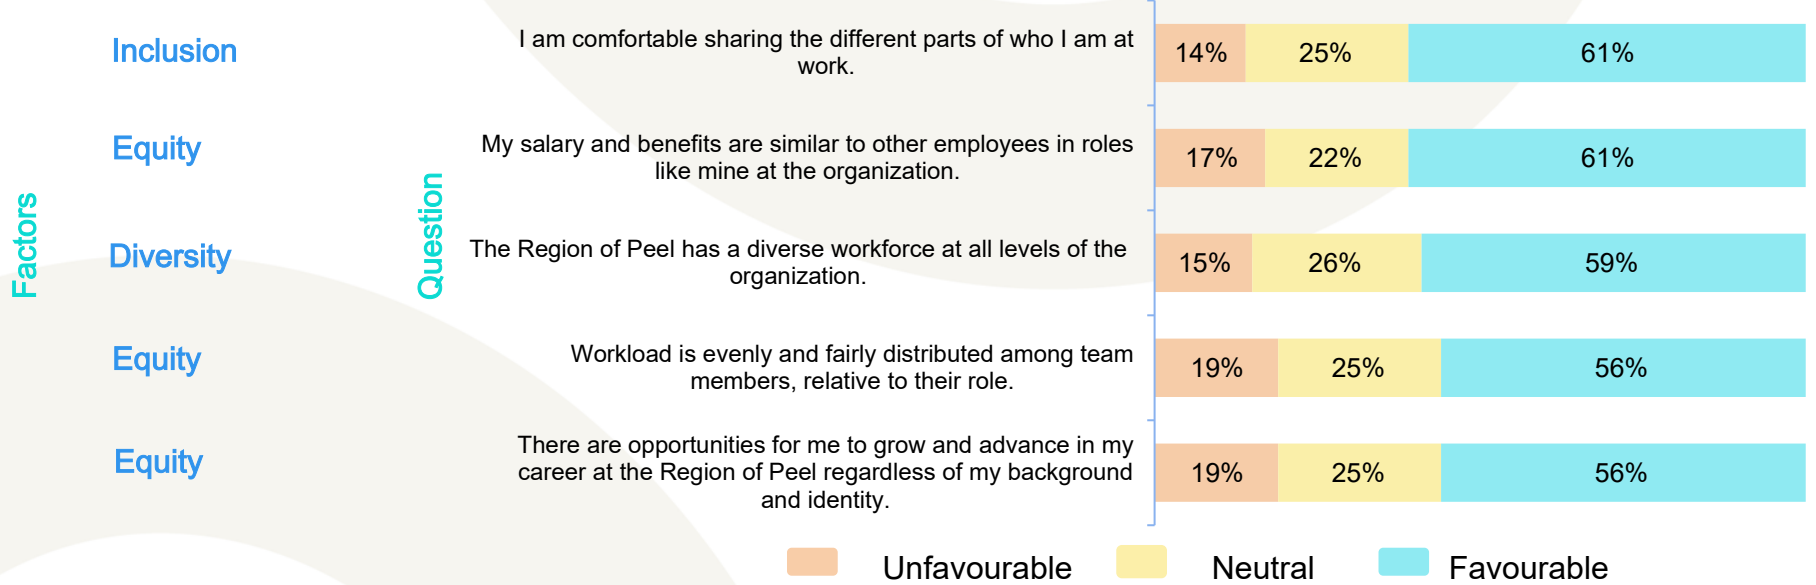 Factors
Question
Inclusion
I am comfortable sharing the different parts of who I am at
work.
14%
25%
61%
Equity
My salary and benefits are similar to other employees in roles
like mine at the organization.
17%
22%
61%
Diversity
The Region of Peel has a diverse workforce at all levels of the
organization.
15%
26%
59%
Equity
Workload is evenly and fairly distributed among team
members, relative to their role.
19%
25%
56%
Equity
There are opportunities for me to grow and advance in my
career at the Region of Peel regardless of my background
and identity.
19%
25%
56%
Unfavourable
Neutral
Favourable